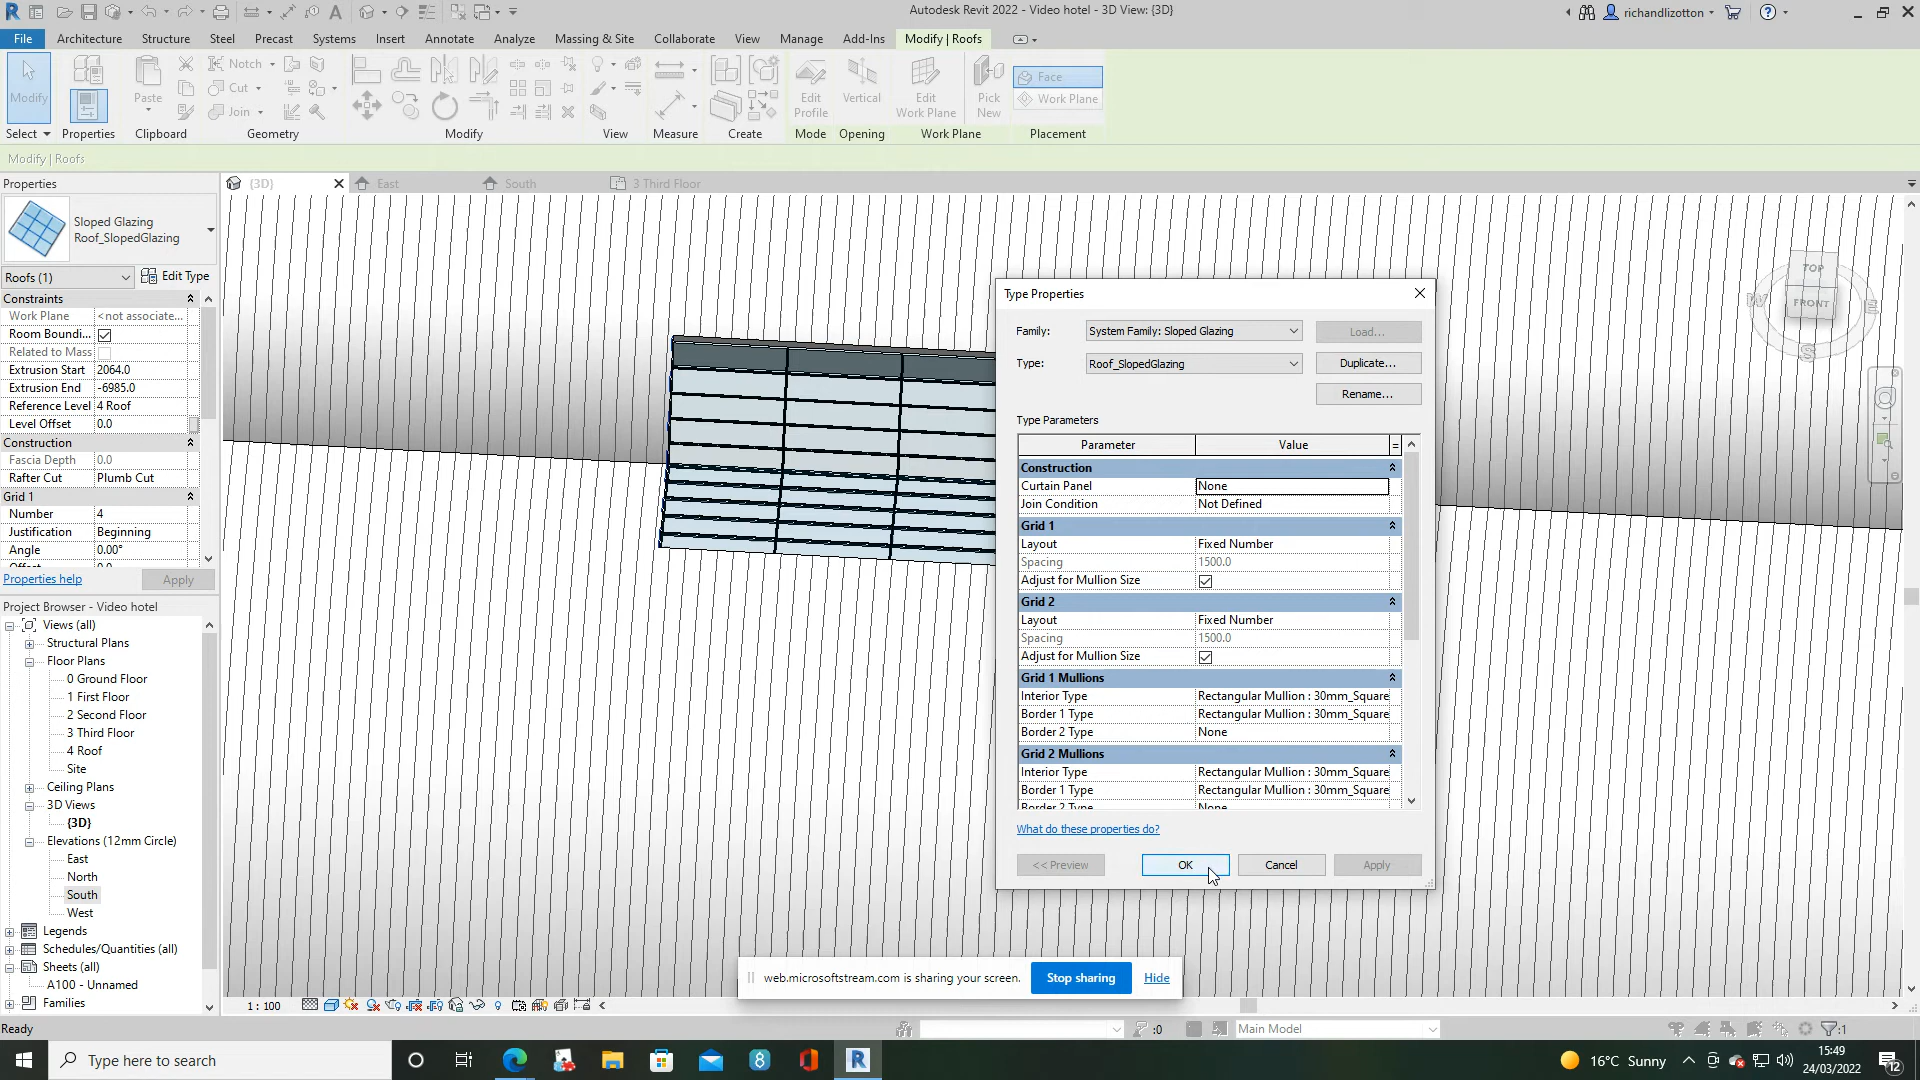 Autodesk Revit 2022 - Video hotel - 3D View: {3D}
richandlizotton
File
Architecture
Structure
Steel
Precast
Systems
Insert
Annotate
Analyze
Massing & Site
Collaborate
View
Manage
Add-Ins
Modify | Roofs
Modify
Paste
Notch
Cut
Join
Edit Profile
Vertical
Edit Work Plane
Pick New
Face
Work Plane
Select
Properties
Clipboard
Geometry
Modify
View
Measure
Create
Mode
Opening
Work Plane
Placement
Modify | Roofs
Properties
{3D}
East
South
3 Third Floor
Sloped Glazing
Roof_SlopedGlazing
Roofs (1)
Edit Type
Constraints
Work Plane <not associate...
Room Boundi...
Related to Mass
Extrusion Start 2064.0
Extrusion End -6985.0
Reference Level 4 Roof
Level Offset 0.0
Construction
Fascia Depth 0.0
Rafter Cut Plumb Cut
Grid 1
Number 4
Justification Beginning
Angle 0.00°
Properties help
Apply
Project Browser - Video hotel
Views (all)
Structural Plans
Floor Plans
0 Ground Floor
1 First Floor
2 Second Floor
3 Third Floor
4 Roof
Site
Ceiling Plans
3D Views
{3D}
Elevations (12mm Circle)
East
North
South
West
Legends
Schedules/Quantities (all)
Sheets (all)
A100 - Unnamed
Families
TOP
FRONT
W
S
E
Type Properties
Family: System Family: Sloped Glazing Load...
Type: Roof_SlopedGlazing Duplicate...
Rename...
Type Parameters
Parameter Value =
Construction
Curtain Panel None
Join Condition Not Defined
Grid 1
Layout Fixed Number
Spacing 1500.0
Adjust for Mullion Size
Grid 2
Layout Fixed Number
Spacing 1500.0
Adjust for Mullion Size
Grid 1 Mullions
Interior Type Rectangular Mullion : 30mm_Square
Border 1 Type Rectangular Mullion : 30mm_Square
Border 2 Type None
Grid 2 Mullions
Interior Type Rectangular Mullion : 30mm_Square
Border 1 Type Rectangular Mullion : 30mm_Square
Border 2 Type None
What do these properties do?
<< Preview OK Cancel Apply
web.microsoftstream.com is sharing your screen. Stop sharing Hide
1 : 100
Ready
:0
Main Model
:1
Type here to search
16°C Sunny
15:49
24/03/2022
12